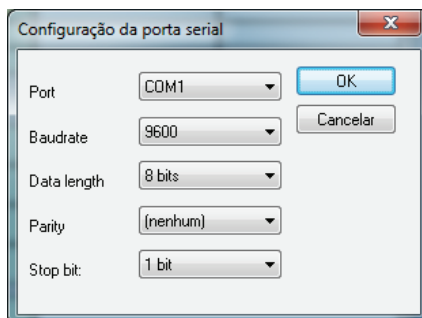 Configuração da porta serial
Port COM1 OK
Baudrate 9600 Cancelar
Data length 8 bits
Parity (nenhum)
Stop bit: 1 bit